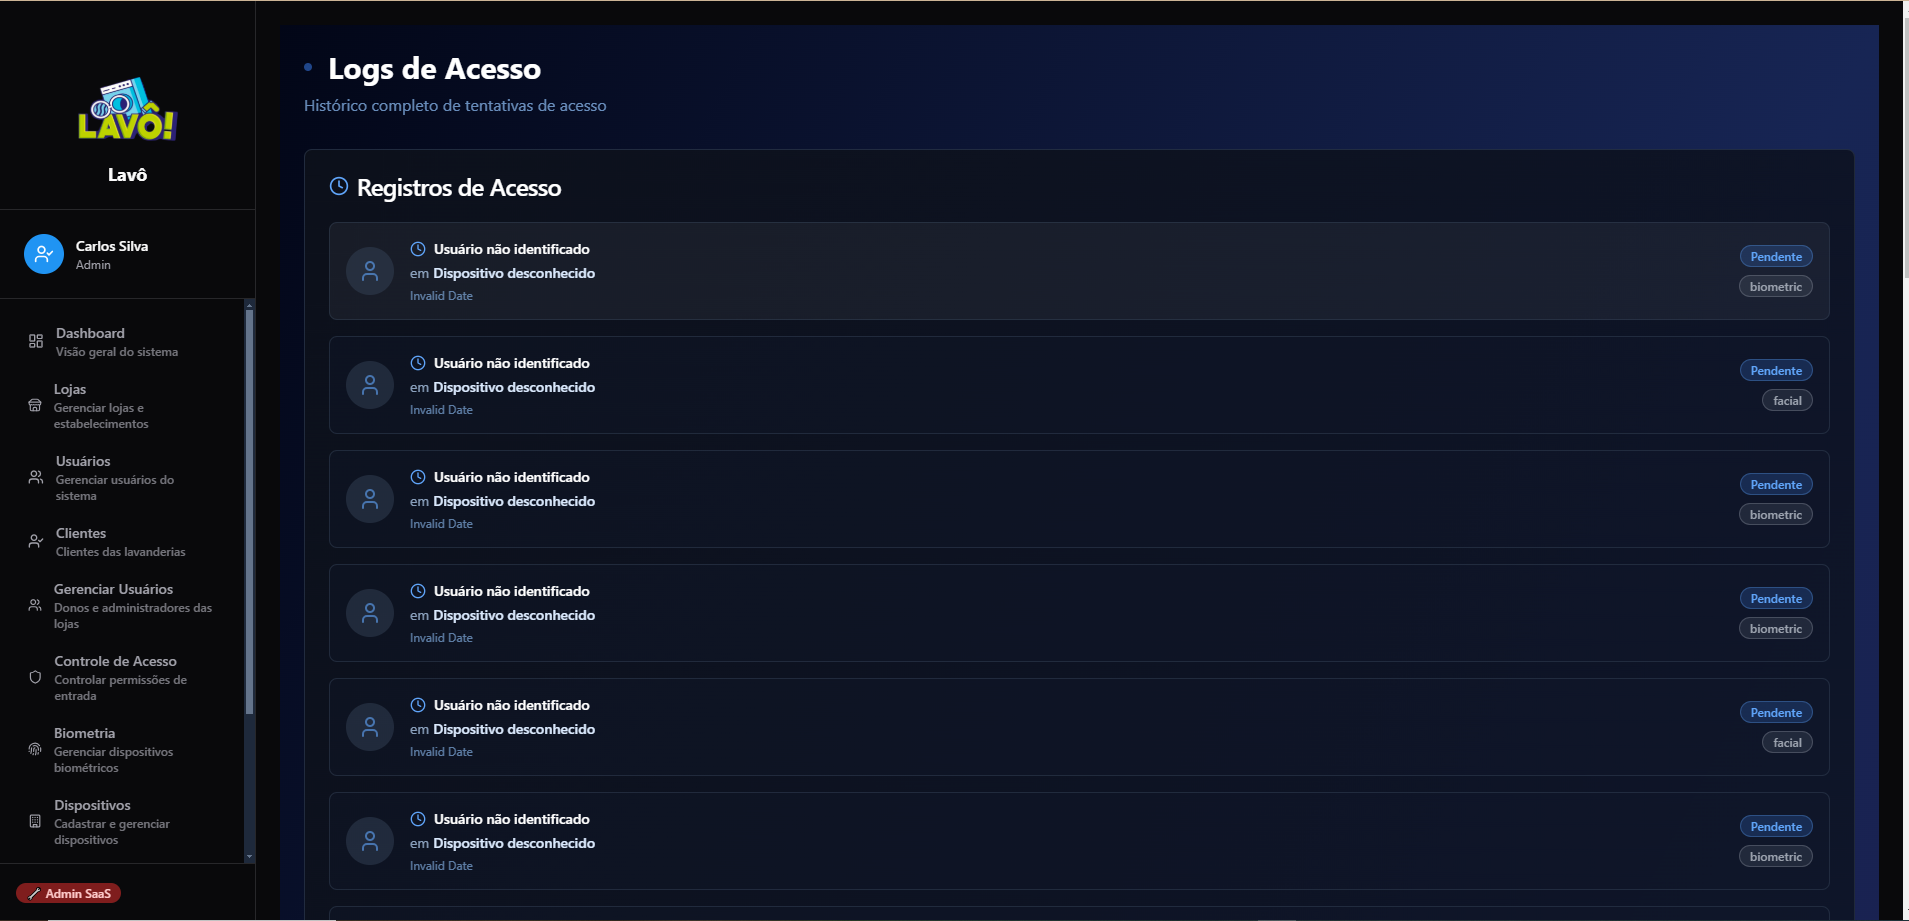 LAVÔ!
Lavô
Carlos Silva
Admin
Dashboard
Visão geral do sistema
Lojas
Gerenciar lojas e
estabelecimentos
Usuários
Gerenciar usuários do
sistema
Clientes
Clientes das lavanderias
Gerenciar Usuários
Donos e administradores das
lojas
Controle de Acesso
Controlar permissões de
entrada
Biometria
Gerenciar dispositivos
biométricos
Dispositivos
Cadastrar e gerenciar
dispositivos
Admin SaaS
Logs de Acesso
Histórico completo de tentativas de acesso
Registros de Acesso
Usuário não identificado
em Dispositivo desconhecido
Invalid Date
Pendente
biometric
Usuário não identificado
em Dispositivo desconhecido
Invalid Date
Pendente
facial
Usuário não identificado
em Dispositivo desconhecido
Invalid Date
Pendente
biometric
Usuário não identificado
em Dispositivo desconhecido
Invalid Date
Pendente
biometric
Usuário não identificado
em Dispositivo desconhecido
Invalid Date
Pendente
facial
Usuário não identificado
em Dispositivo desconhecido
Invalid Date
Pendente
biometric